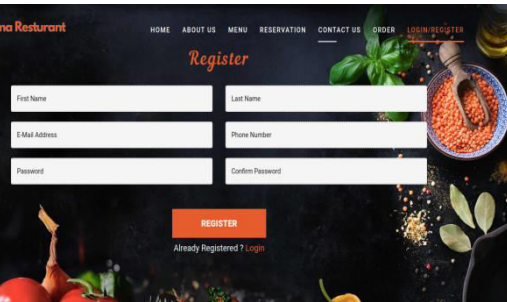 na Resturant
HOME ABOUT US MENU RESERVATION CONTACT US ORDER LOGIN/REGISTER
Register
First Name Last Name
E-Mail Address Phone Number
Password Confirm Password
REGISTER
Already Registered ? Login